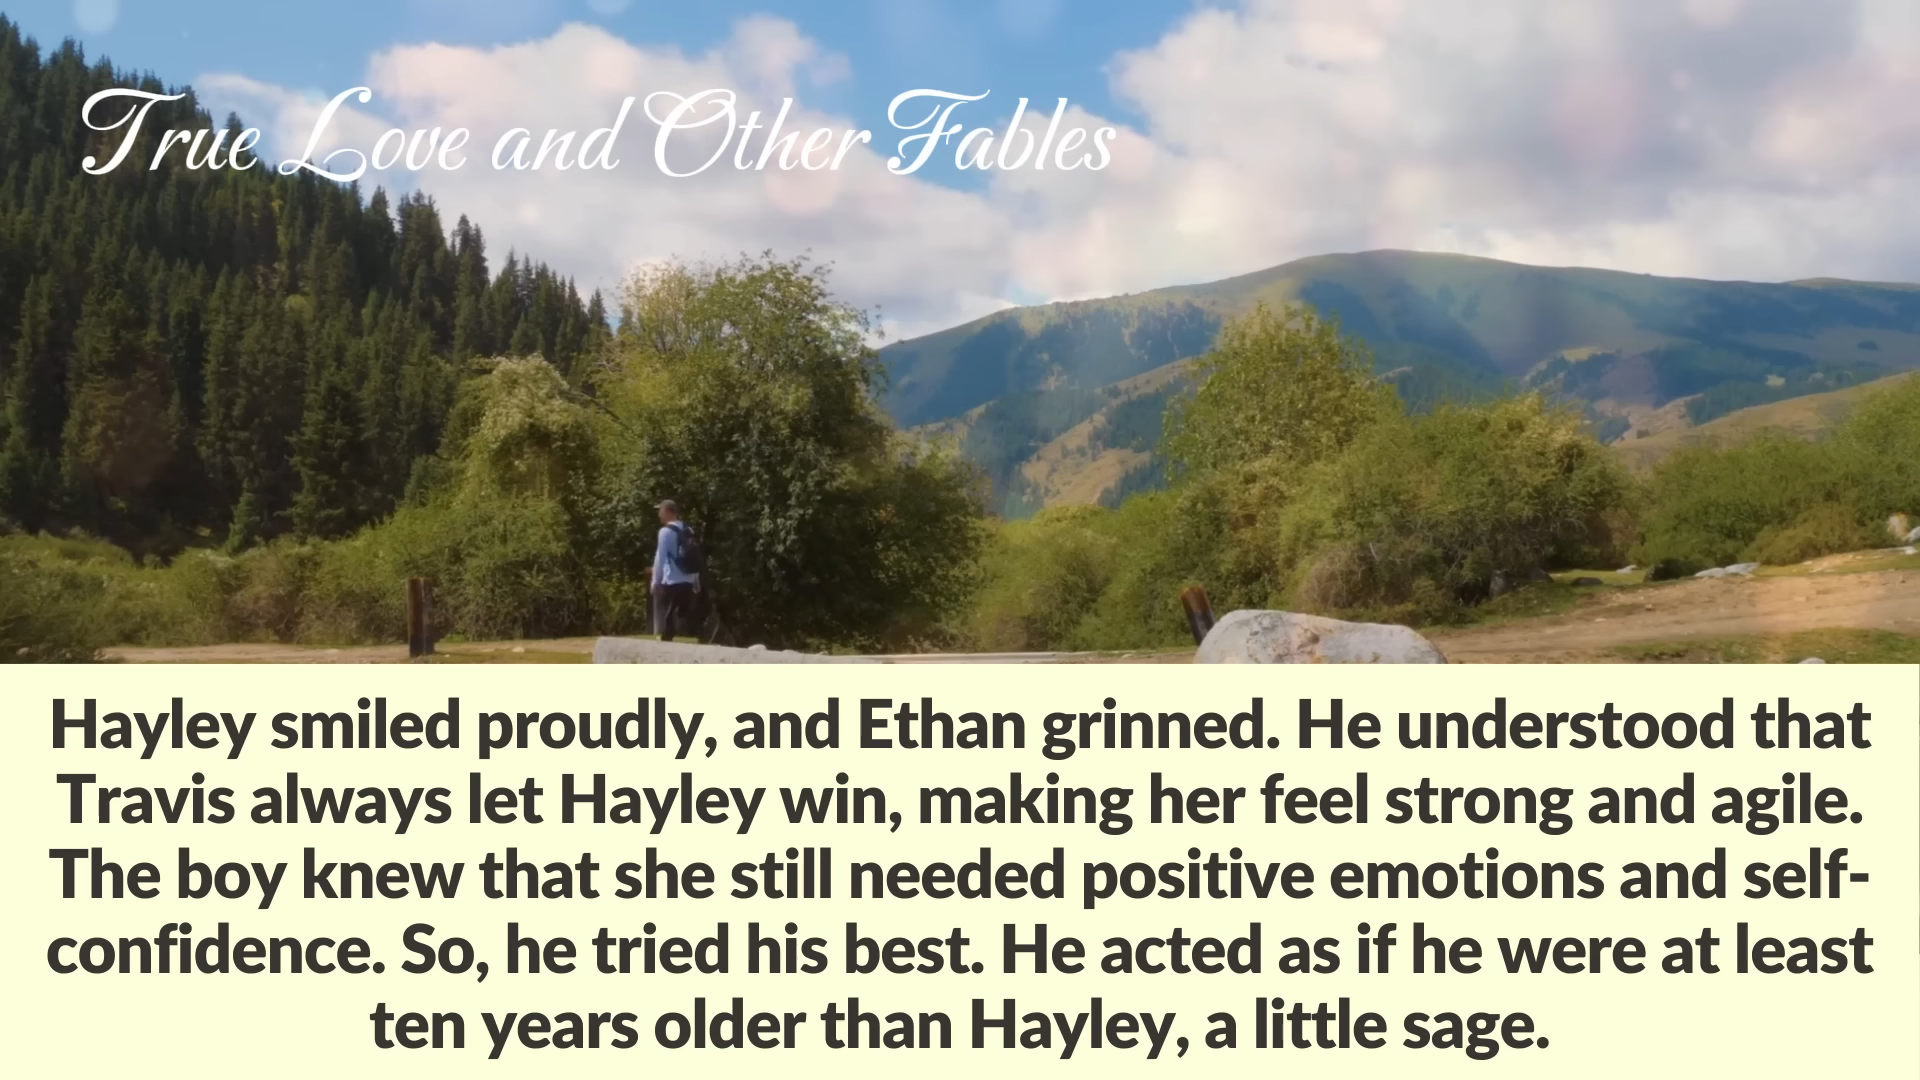 True Love and Other Fables
Hayley smiled proudly, and Ethan grinned. He understood that
Travis always let Hayley win, making her feel strong and agile.
The boy knew that she still needed positive emotions and self-
confidence. So, he tried his best. He acted as if he were at least
ten years older than Hayley, a little sage.